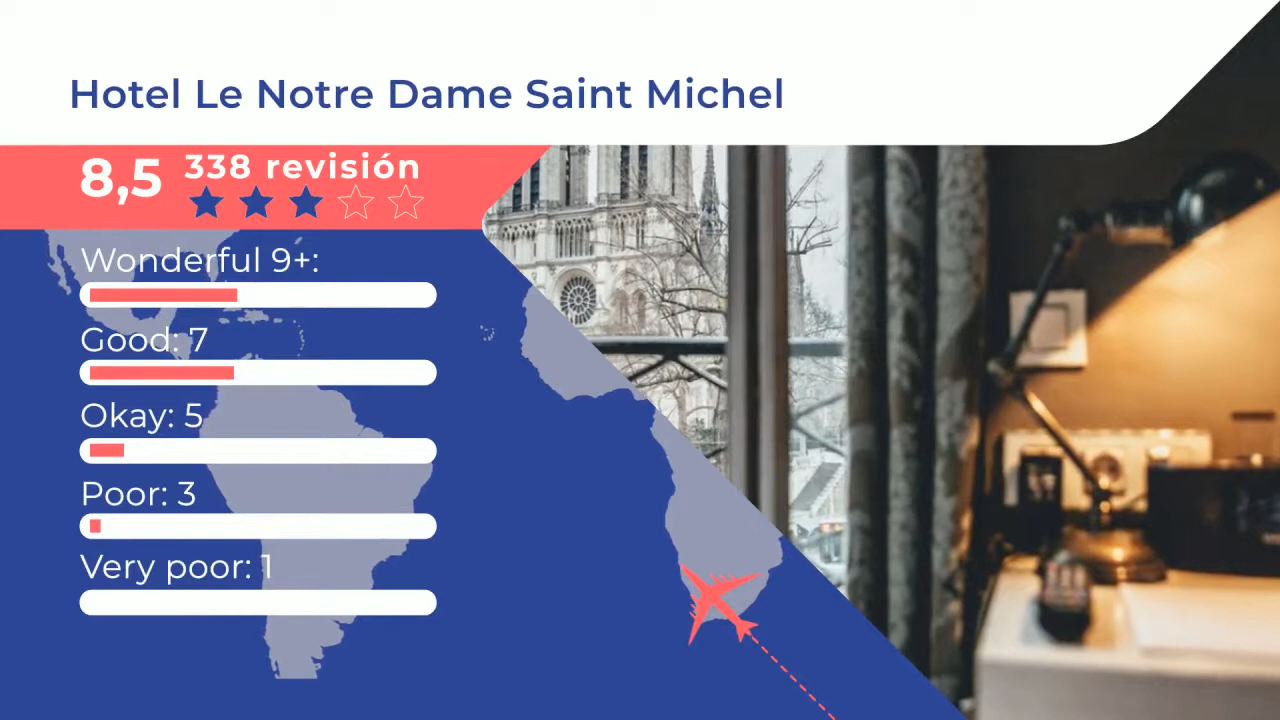 Hotel Le Notre Dame Saint Michel
8,5
338 revisión
Wonderful 9+:
Good: 7
Okay: 5
Poor: 3
Very poor: 1